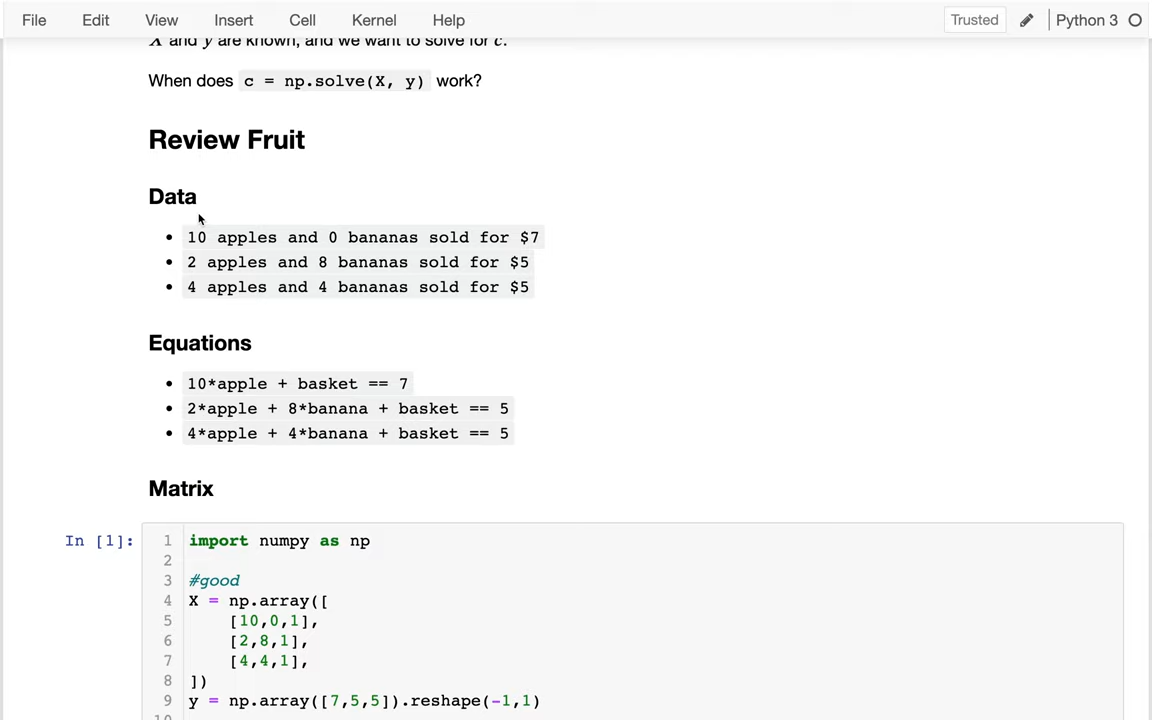 File Edit View Insert Cell Kernel Help Trusted Python 3
X and y are known, and we want to solve for c.
When does c = np.solve(X, y) work?
Review Fruit
Data
• 10 apples and 0 bananas sold for $7
• 2 apples and 8 bananas sold for $5
• 4 apples and 4 bananas sold for $5
Equations
• 10*apple + basket == 7
• 2*apple + 8*banana + basket == 5
• 4*apple + 4*banana + basket == 5
Matrix
In [1]: 1 import numpy as np
2
3 #good
4 X = np.array([
5 [10,0,1],
6 [2,8,1],
7 [4,4,1],
8 ])
9 y = np.array([7,5,5]).reshape(-1,1)
10